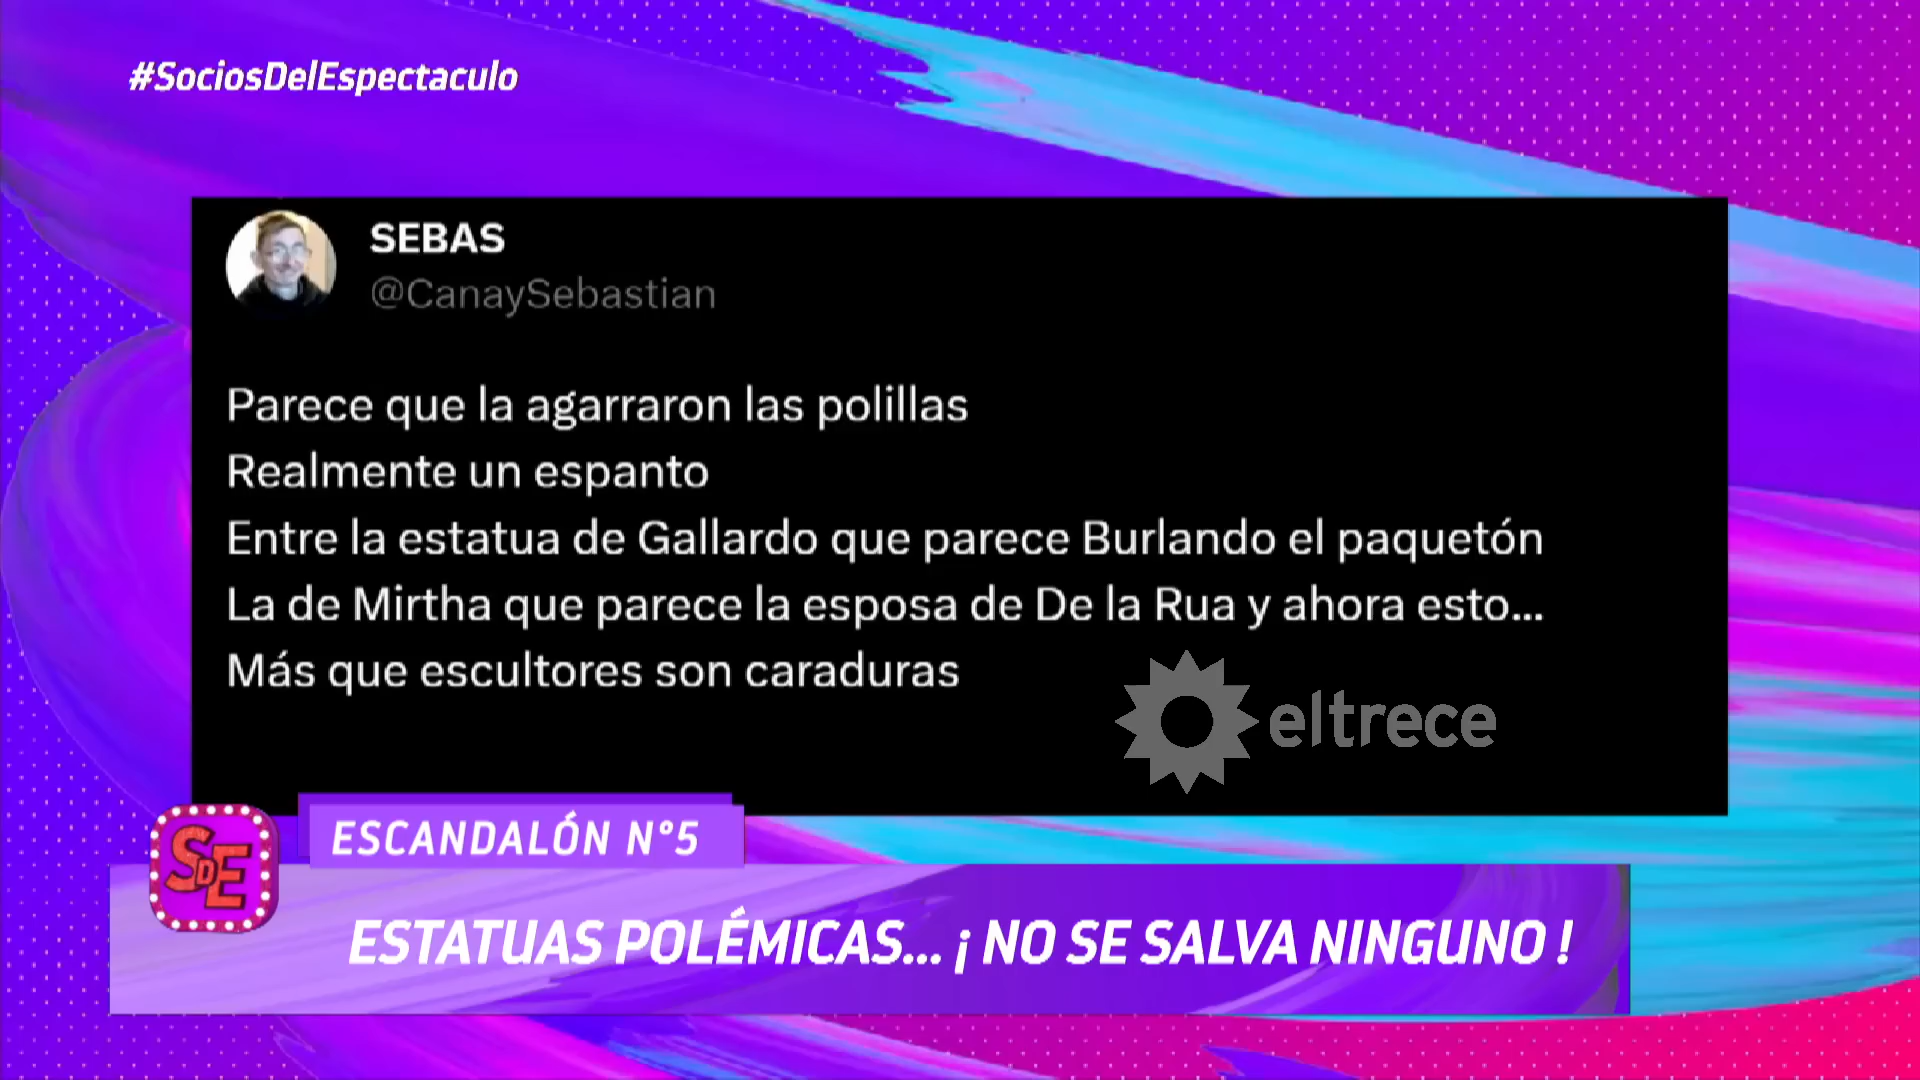 #SociosDelEspectaculo
SEBAS
@CanaySebastian
Parece que la agarraron las polillas
Realmente un espanto
Entre la estatua de Gallardo que parece Burlando el paquetón
La de Mirtha que parece la esposa de De la Rua y ahora esto...
Más que escultores son caraduras
eltrece
ESCANDALÓN N°5
SDE
ESTATUAS POLÉMICAS... ¡ NO SE SALVA NINGUNO !